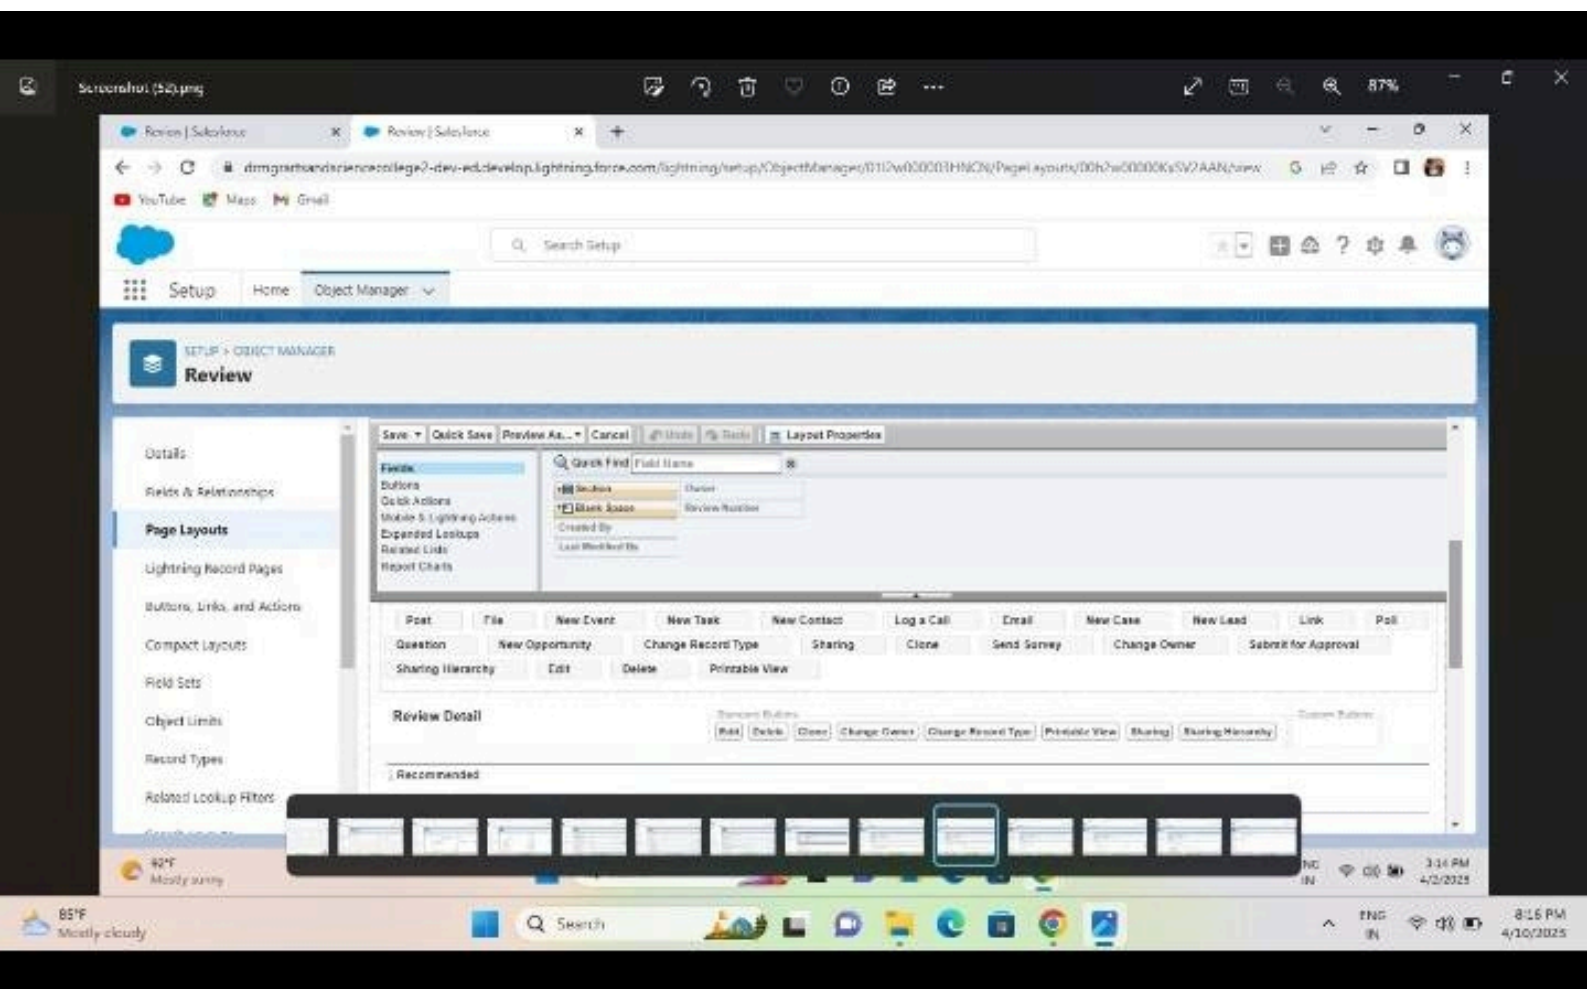 Screenshot (52).png
87%
Review | Salesforce
Review | Salesforce
YouTube Maps Gmail
Search Setup
Setup Home Object Manager
SETUP > OBJECT MANAGER
Review
Details
Fields & Relationships
Page Layouts
Lightning Record Pages
Buttons, Links, and Actions
Compact Layouts
Field Sets
Object Limits
Record Types
Related Lookup Filters
Save Quick Save Preview As... Cancel Undo Redo Layout Properties
Fields
Buttons
Quick Actions
Mobile & Lightning Actions
Expanded Lookups
Related Lists
Report Charts
Quick Find Field Name
Section Owner
Blank Space Review Number
Created By
Last Modified By
Post File New Event New Task New Contact Log a Call Email New Case New Lead Link Poll
Question New Opportunity Change Record Type Sharing Clone Send Survey Change Owner Submit for Approval
Sharing Hierarchy Edit Delete Printable View
Review Detail
Standard Buttons
Edit Delete Clone Change Owner Change Record Type Printable View Sharing Sharing Hierarchy
Custom Buttons
Recommended
92°F
Mostly sunny
IN
3:14 PM
85°F
Mostly cloudy
Search
ENG
IN
8:16 PM